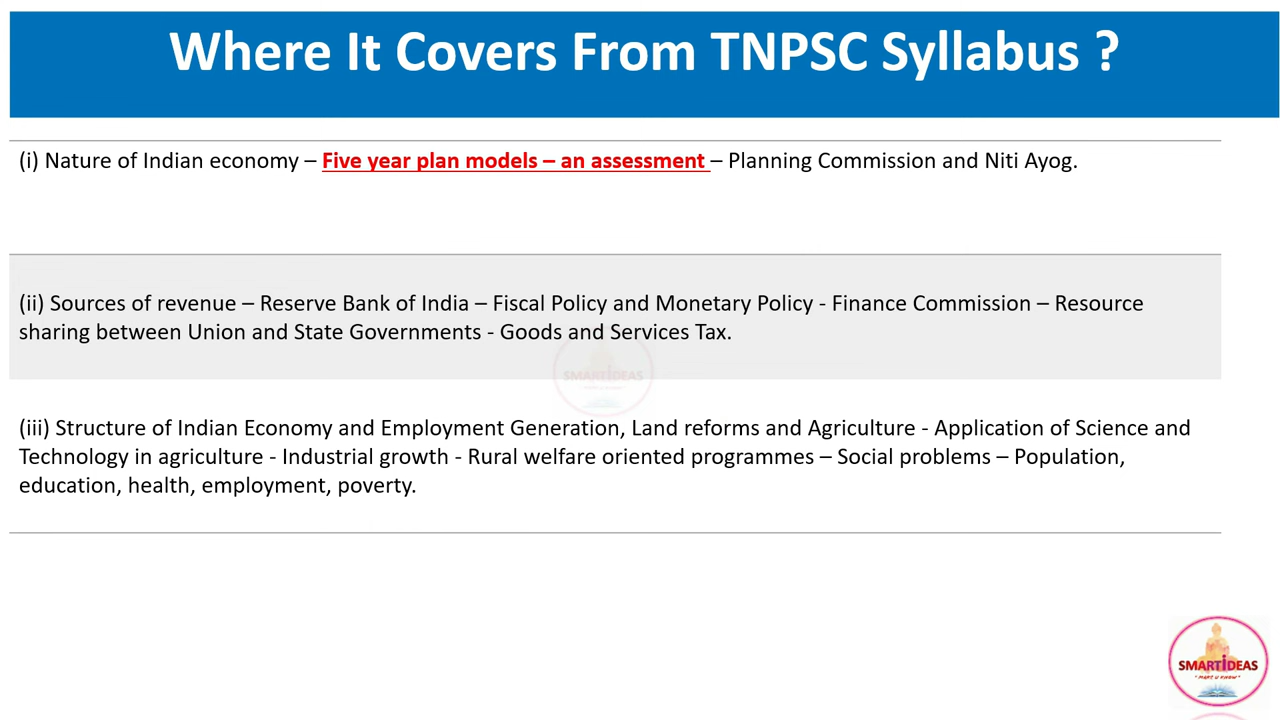 Where It Covers From TNPSC Syllabus ?
(i) Nature of Indian economy – Five year plan models – an assessment – Planning Commission and Niti Ayog.
(ii) Sources of revenue – Reserve Bank of India – Fiscal Policy and Monetary Policy - Finance Commission – Resource
sharing between Union and State Governments - Goods and Services Tax.
SMARTiDEAS
(iii) Structure of Indian Economy and Employment Generation, Land reforms and Agriculture - Application of Science and
Technology in agriculture - Industrial growth - Rural welfare oriented programmes – Social problems – Population,
education, health, employment, poverty.
SMARTiDEAS